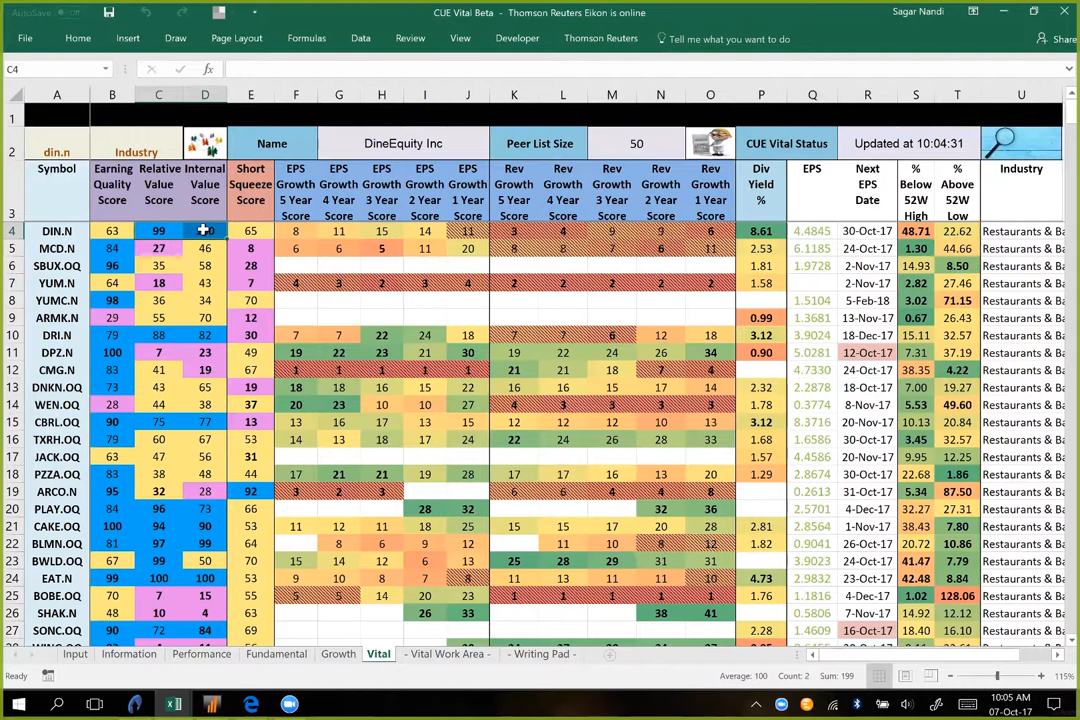 AutoSave
CUE Vital Beta - Thomson Reuters Eikon is online
Sagar Nandi
File Home Insert Draw Page Layout Formulas Data Review View Developer Thomson Reuters Tell me what you want to do Share
C4 fx
A B C D E F G H I J K L M N O P Q R S T U
1
2 din.n Industry Name DineEquity Inc Peer List Size 50 CUE Vital Status Updated at 10:04:31
Symbol Earning Relative Internal Short EPS EPS EPS EPS EPS Rev Rev Rev Rev Rev Div EPS Next % % Industry
Quality Value Value Squeeze Growth Growth Growth Growth Growth Growth Growth Growth Growth Growth Yield EPS Below Above
Score Score Score Score 5 Year 4 Year 3 Year 2 Year 1 Year 5 Year 4 Year 3 Year 2 Year 1 Year % Date 52W 52W
3 Score Score Score Score Score Score Score Score Score Score High Low
4 DIN.N 63 99 65 8 11 15 14 11 3 4 9 9 6 8.61 4.4845 30-Oct-17 48.71 22.62 Restaurants & Ba
5 MCD.N 84 27 46 8 6 6 5 11 20 8 8 7 6 11 2.53 6.1185 24-Oct-17 1.30 44.66 Restaurants & Ba
6 SBUX.OQ 96 35 58 28 1.81 1.9728 2-Nov-17 14.93 8.50 Restaurants & Ba
7 YUM.N 64 18 43 7 4 3 2 3 4 2 2 2 2 2 1.58 2-Nov-17 2.82 27.46 Restaurants & Ba
8 YUMC.N 98 36 34 70 1.5104 5-Feb-18 3.02 71.15 Restaurants & Ba
9 ARMK.N 29 55 70 12 0.99 1.3681 13-Nov-17 0.67 26.43 Restaurants & Ba
10 DRI.N 79 88 82 30 7 7 22 24 18 7 7 6 12 18 3.12 3.9024 18-Dec-17 15.11 32.57 Restaurants & Ba
11 DPZ.N 100 7 23 49 19 22 23 21 30 19 22 24 26 34 0.90 5.0281 12-Oct-17 7.31 37.19 Restaurants & Ba
12 CMG.N 83 41 19 67 1 1 1 1 1 21 21 18 7 4 4.7330 24-Oct-17 38.35 4.22 Restaurants & Ba
13 DNKN.OQ 73 43 65 19 18 18 16 15 22 16 16 15 17 14 2.32 2.2878 18-Oct-17 7.00 19.27 Restaurants & Ba
14 WEN.OQ 28 44 38 37 20 23 10 10 27 4 3 3 3 3 1.78 0.3774 8-Nov-17 5.53 49.60 Restaurants & Ba
15 CBRL.OQ 90 75 77 13 13 16 17 13 15 12 12 12 10 13 3.12 8.3716 20-Nov-17 10.13 20.84 Restaurants & Ba
16 TXRH.OQ 79 60 67 53 14 13 18 17 24 22 24 26 28 33 1.68 1.6586 30-Oct-17 3.45 32.57 Restaurants & Ba
17 JACK.OQ 63 47 56 31 1.57 4.4586 20-Nov-17 9.95 12.25 Restaurants & Ba
18 PZZA.OQ 83 38 48 44 18 21 21 19 28 17 17 16 13 20 1.29 2.8674 30-Oct-17 22.68 1.86 Restaurants & Ba
19 ARCO.N 95 32 28 92 3 2 3 6 6 4 4 8 0.2613 31-Oct-17 5.34 87.50 Restaurants & Ba
20 PLAY.OQ 84 96 73 66 28 32 32 36 2.5701 4-Dec-17 32.27 27.31 Restaurants & Ba
21 CAKE.OQ 100 94 90 53 11 12 11 18 25 15 15 14 12 19 2.81 2.8564 1-Nov-17 38.43 7.80 Restaurants & Ba
22 BLMN.OQ 81 97 99 64 8 6 9 12 11 10 8 12 1.82 0.9041 26-Oct-17 20.72 10.86 Restaurants & Ba
23 BWLD.OQ 67 99 50 60 15 14 12 6 13 25 28 29 31 31 3.9023 24-Oct-17 41.47 7.79 Restaurants & Ba
24 EAT.N 99 100 100 53 9 10 8 7 8 11 13 11 11 10 4.73 2.9832 23-Oct-17 42.48 8.84 Restaurants & Ba
25 BOBE.OQ 70 7 15 55 5 5 14 20 23 1 1 1 1 1 1.76 1.1816 4-Dec-17 1.02 128.06 Restaurants & Ba
26 SHAK.N 48 10 4 63 26 33 38 41 0.5806 7-Nov-17 14.92 12.12 Restaurants & Ba
27 SONC.OQ 90 72 84 69 2.28 1.4609 16-Oct-17 18.40 16.10 Restaurants & Ba
Input Information Performance Fundamental Growth Vital - Vital Work Area - - Writing Pad -
Ready Average: 100 Count: 2 Sum: 199 115%
10:05 AM
07-Oct-17